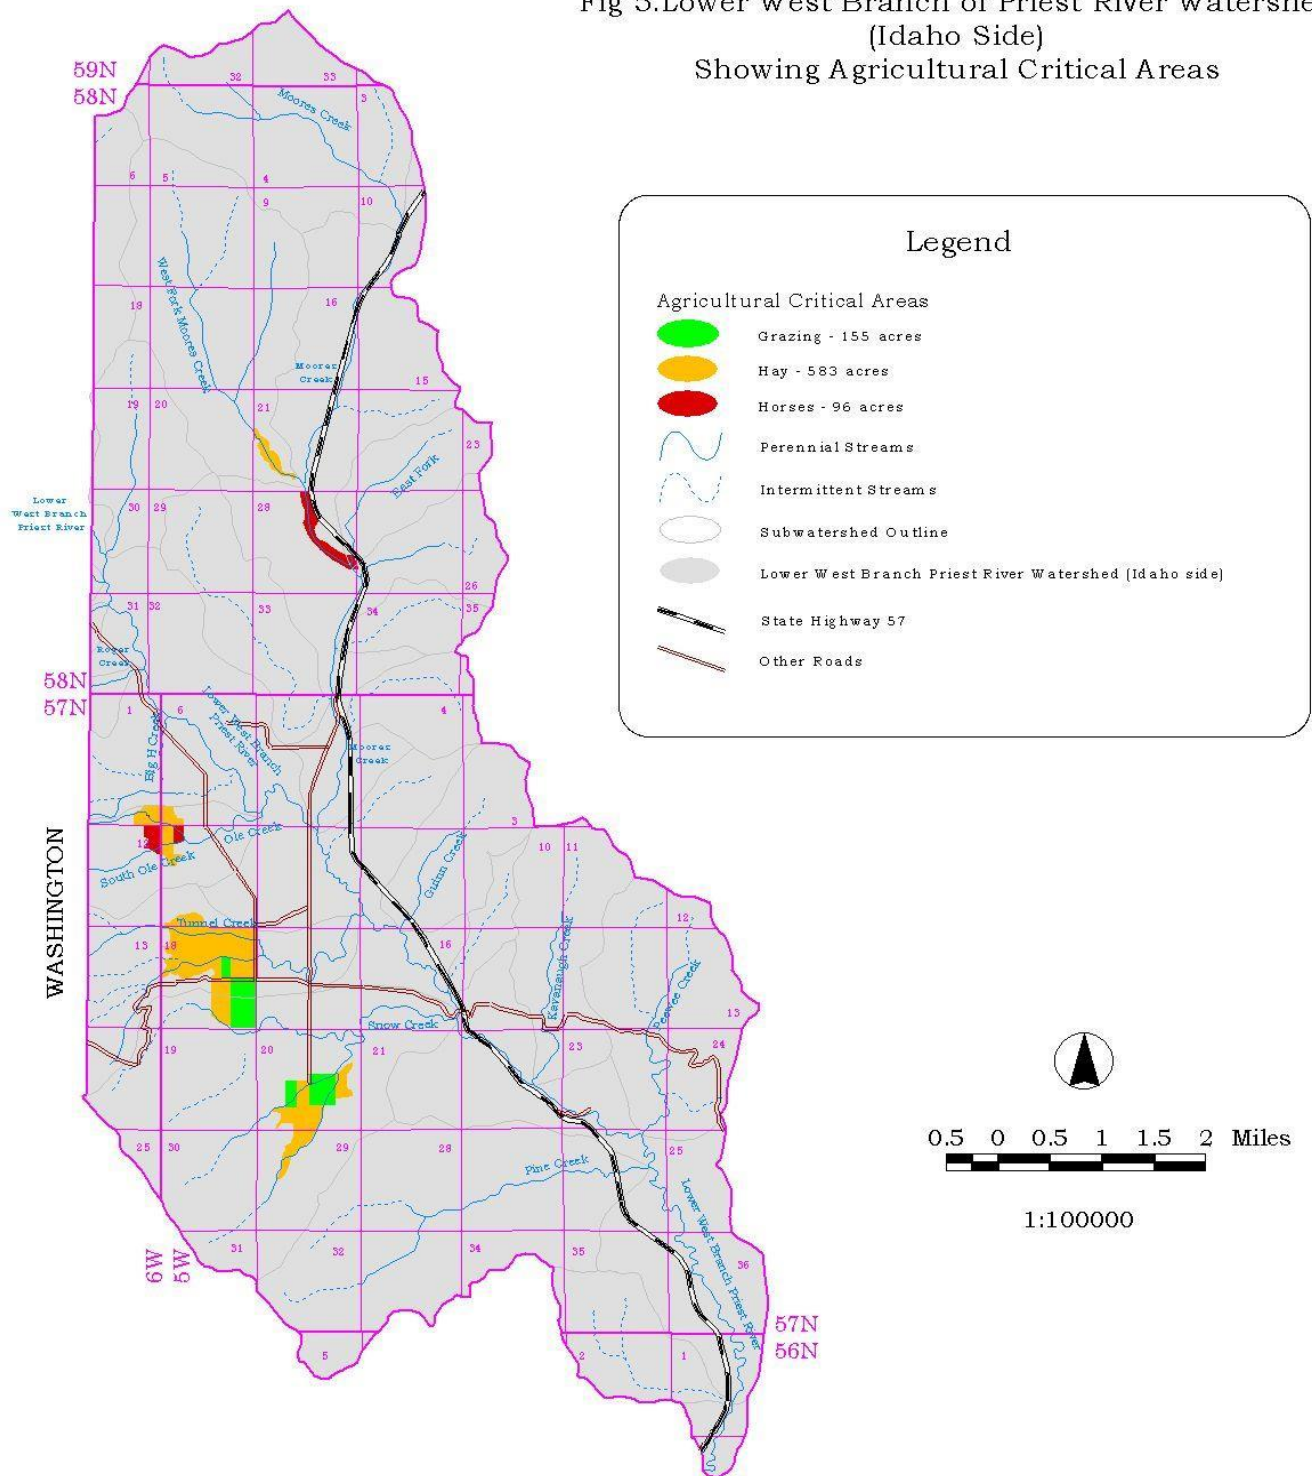 Fig 5.Lower West Branch of Priest River Watershe
(Idaho Side)
Showing Agricultural Critical Areas
59N
58N
32
33
3
Moores Creek
6
5
4
9
10
West Fork Moores Creek
18
16
Moores
Creek
15
19
20
21
23
East Fork
Lower
West Branch
Priest River
30
29
28
26
31
32
33
34
35
Legend
Agricultural Critical Areas
Grazing - 155 acres
Hay - 583 acres
Horses - 96 acres
Perennial Streams
Intermittent Streams
Subwatershed Outline
Lower West Branch Priest River Watershed (Idaho side)
State Highway 57
Other Roads
Creek
58N
57N
1
6
4
Big H Creek
Lower West Branch
Priest River
Moores
Creek
WASHINGTON
12
Ole Creek
South Ole Creek
3
10
11
Guinn Creek
Tunnel Creek
12
13
18
16
Kavanaugh Creek
Peewee Creek
13
Snow Creek
19
20
21
23
24
25
30
29
28
25
Pine Creek
Lower West Branch Priest River
31
32
34
35
36
6W
5W
57N
56N
5
2
1
0.5 0 0.5 1 1.5 2 Miles
1:100000